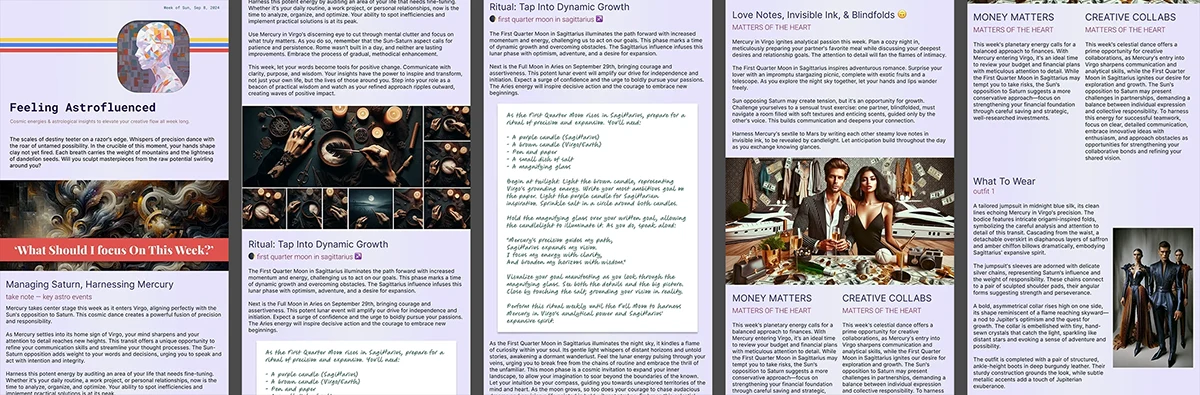 Week of Sun, Sep 8, 2024
Feeling Astrofluenced
Cosmic energies & astrological insights to elevate your creative flow all week long.
The scales of destiny teeter on a razor's edge. Whispers of precision dance with
the roar of untamed possibility. In the crucible of this moment, your hands shape
clay not yet fired. Each breath carries the weight of mountains and the lightness
of dandelion seeds. Will you sculpt masterpieces from the raw potential swirling
around you?
'What Should I focus On This Week?'
Managing Saturn, Harnessing Mercury
take note — key astro events
Mercury takes center stage this week as it enters Virgo, aligning perfectly with the
Sun's opposition to Saturn. This cosmic dance creates a powerful fusion of precision
and responsibility.
As Mercury settles into its home sign of Virgo, your mind sharpens and your
attention to detail reaches new heights. This transit offers a unique opportunity to
refine your communication skills and streamline your thought processes. The Sun-
Saturn opposition adds weight to your words and decisions, urging you to speak and
act with intention and integrity.
Harness this potent energy by auditing an area of your life that needs fine-tuning.
Whether it's your daily routine, a work project, or personal relationships, now is the
time to analyze, organize, and optimize. Your ability to spot inefficiencies and
implement practical solutions is at its peak.
Harness this potent energy by auditing an area of your life that needs fine-tuning.
Whether it's your daily routine, a work project, or personal relationships, now is the
time to analyze, organize, and optimize. Your ability to spot inefficiencies and
implement practical solutions is at its peak.
Use Mercury's discerning eye to cut through mental clutter and focus on
what truly matters. As you do so, remember that the Sun-Saturn aspect calls for
patience and persistence. Rome wasn't built in a day, and neither are lasting
improvements. Embrace the process of gradual, methodical enhancement.
This week, let your words become tools for positive change. Communicate with
clarity, purpose, and wisdom. Your insights have the power to inspire and transform,
not just your own life, but the lives of those around you. Step into your role as a
beacon of practical wisdom and watch as your refined approach ripples outward,
creating waves of positive impact.
Ritual: Tap Into Dynamic Growth
🌓 first quarter moon in sagittarius ♐
The First Quarter Moon in Sagittarius illuminates the path forward with increased
momentum and energy, challenging us to act on our goals. This phase marks a time
of dynamic growth and overcoming obstacles. The Sagittarius influence infuses this
lunar phase with optimism, adventure, and a desire for expansion.
Next is the Full Moon in Aries on September 29th, bringing courage and assertiveness
. This potent lunar event will amplify our drive for independence and
confidence. Expect a surge of confidence and the urge to boldly pursue your passions.
The Aries energy will inspire decisive action and the courage to embrace new
beginnings.
As the First Quarter Moon rises in Sagittarius, prepare for a
ritual of precision and expansion. You'll need:
- A purple candle (Sagittarius)
- A brown candle (Virgo/Earth)
Ritual: Tap Into Dynamic Growth
🌓 first quarter moon in sagittarius ♐
The First Quarter Moon in Sagittarius illuminates the path forward with increased
momentum and energy, challenging us to act on our goals. This phase marks a time
of dynamic growth and overcoming obstacles. The Sagittarius influence infuses this
lunar phase with optimism, adventure, and a desire for expansion.
Next is the Full Moon in Aries on September 29th, bringing courage and
assertiveness. This potent lunar event will amplify our drive for independence and
inspiration. Expect a surge of confidence and the urge to boldly pursue your passions.
The Aries energy will inspire decisive action and the courage to embrace new
beginnings.
As the First Quarter Moon rises in Sagittarius, prepare for a
ritual of precision and expansion. You'll need:
- A purple candle (Sagittarius)
- A brown candle (Virgo/Earth)
- Pen and paper
- A small dish of salt
- A magnifying glass
Begin at twilight. Light the brown candle, representing
Virgo's grounding energy. Write your most ambitious goal on
the paper. Light the purple candle for Sagittarian
inspiration. Sprinkle salt in a circle around both candles.
Hold the magnifying glass over your written goal, allowing
the candlelight to illuminate it. As you do, speak aloud:
"Mercury's precision guides my path,
Sagittarius expands my vision.
I focus my energy with clarity,
And broaden my horizons with wisdom."
Visualize your goal manifesting as you look through the
magnifying glass. See both the details and the big picture.
Close by touching the salt, grounding your vision in reality.
Perform this ritual weekly until the Full Moon to harness
Mercury in Virgo's analytical power and Sagittarius'
expansive spirit.
As the First Quarter Moon in Sagittarius illuminates the night sky, it kindles a flame
of curiosity within your soul. Its gentle light whispers of distant horizons and untold
stories, awakening a dormant wanderlust. Feel the lunar energy pulsing through your
veins, urging you to break free from the chains of routine and embrace the thrill of
the unfamiliar. This moon phase is a cosmic invitation to expand your inner
landscape, to allow your imagination to soar beyond the boundaries of the known.
Let your intuition be your compass, guiding you towards unexplored territories of the
mind and heart. As the moon grows, so too does your courage to chase audacious
Love Notes, Invisible Ink, & Blindfolds
MATTERS OF THE HEART
Mercury in Virgo ignites analytical passion this week. Plan a cozy night in,
meticulously preparing your partner's favorite meal while discussing your deepest
desires and relationship goals. The attention to detail will fan the flames of intimacy.
The First Quarter Moon in Sagittarius inspires adventurous romance. Surprise your
lover with an impromptu stargazing picnic, complete with exotic fruits and a
telescope. As you explore the night sky together, let your hands and lips wander
freely.
Sun opposing Saturn may create tension, but it's an opportunity for growth.
Challenge yourselves to a sensual trust exercise: one partner, blindfolded, must
navigate a room filled with soft textures and enticing scents, guided only by the
other's voice. This builds communication and deepens your connection.
Harness Mercury's sextile to Mars by writing each other steamy love notes in
invisible ink, to be revealed by candlelight. Let anticipation build throughout the day
as you exchange knowing glances.
MONEY MATTERS
MATTERS OF THE HEART
This week's planetary energy calls for a
balanced approach to finances. With
Mercury entering Virgo, it's an ideal time
to review your budget and financial plans
with meticulous attention to detail. While
the First Quarter Moon in Sagittarius may
tempt you to take risks, the Sun's
opposition to Saturn suggests a more
conservative approach—focus on
strengthening your financial foundation
through careful saving and strategic,
CREATIVE COLLABS
MATTERS OF THE HEART
This week's celestial dance offers a
prime opportunity for creative
collaborations, as Mercury's entry into
Virgo sharpens communication and
analytical skills, while the First Quarter
Moon in Sagittarius ignites our desire for
growth and exploration. The Sun's
opposition to Saturn may present
challenges in partnerships, demanding a
balance between individual expression
and collective responsibility. To harness
MONEY MATTERS
MATTERS OF THE HEART
This week's planetary energy calls for a
balanced approach to finances. With
Mercury entering Virgo, it's an ideal time
to review your budget and financial plans
with meticulous attention to detail. While
the First Quarter Moon in Sagittarius may
tempt you to take risks, the Sun's
opposition to Saturn suggests a more
conservative approach—focus on
strengthening your financial foundation
through careful saving and strategic,
well-researched investments.
CREATIVE COLLABS
MATTERS OF THE HEART
This week's celestial dance offers a
prime opportunity for creative
collaborations, as Mercury's entry into
Virgo sharpens communication and
analytical skills, while the First Quarter
Moon in Sagittarius ignites our desire for
growth and exploration. The Sun's
opposition to Saturn may present
challenges in partnerships, demanding a
balance between individual expression
and collective responsibility. To harness
this energy for successful teamwork,
focus on clear, detailed communication,
embrace innovative ideas with
enthusiasm, and approach obstacles as
opportunities for strengthening your
collaborative bonds and refining your
shared vision.
What To Wear
outfit 1
A tailored jumpsuit in midnight blue silk, its clean
lines echoing Mercury in Virgo's precision. The
bodice features intricate origami-inspired folds,
symbolizing the careful analysis and attention to
detail of this transit. Cascading from the waist, a
detachable overskirt in diaphanous layers of saffron
and amber chiffon billows dramatically, embodying
Sagittarius' expansive spirit.
The jumpsuit's sleeves are adorned with delicate
silver chains, representing Saturn's influence and
the weight of responsibility. These chains connect
to a pair of sculpted shoulder pads, their angular
forms suggesting strength and perseverance.
A bold, asymmetrical collar rises high on one side,
its shape reminiscent of a flame reaching skyward—
a nod to Jupiter's optimism and the quest for
growth. The collar is embellished with tiny, hand-
sewn crystals that catch the light, sparkling like
distant stars and evoking a sense of adventure and
possibility.
The outfit is completed with a pair of structured,
ankle-height boots in deep burgundy leather. Their
sturdy construction grounds the look, while subtle
metallic accents add a touch of Jupiterian
exuberance.